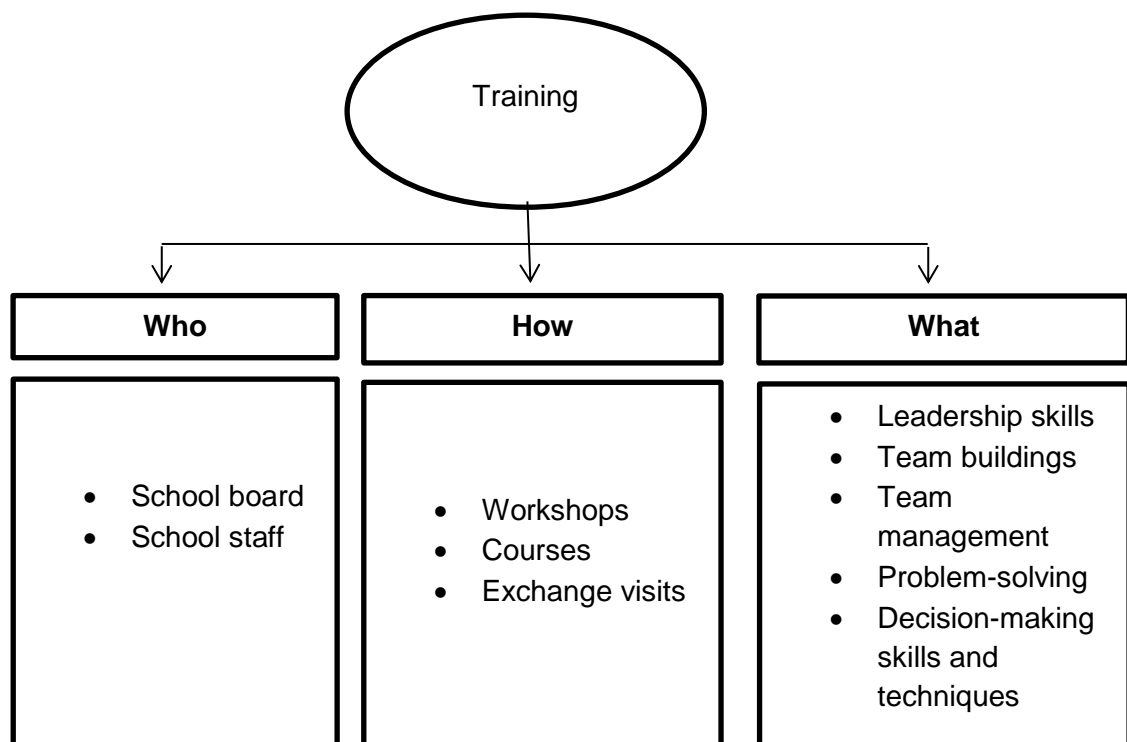 Training
Who
How
What
• School board
• School staff
• Workshops
• Courses
• Exchange visits
• Leadership skills
• Team buildings
• Team
management
• Problem-solving
• Decision-making
skills and
techniques